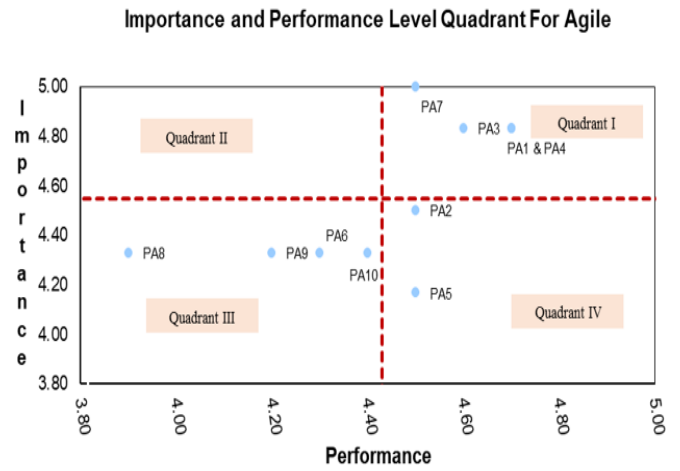 Importance and Performance Level Quadrant For Agile
Importance
5.00
4.80
4.60
4.40
4.20
4.00
3.80
PA7
Quadrant I
PA3
PA1 & PA4
Quadrant II
PA2
PA6
PA8
PA9
PA10
PA5
Quadrant III
Quadrant IV
3.80
4.00
4.20
4.40
4.60
4.80
5.00
Performance